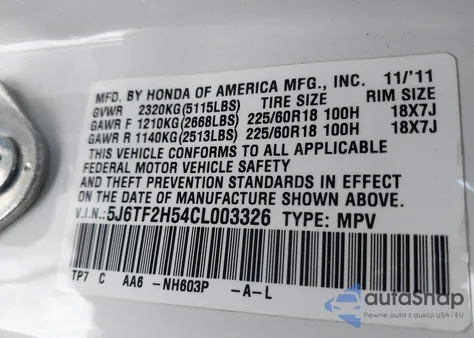 MFD. BY HONDA OF AMERICA MFG., INC. 11/'11
GVWR 2320KG(5115LBS) TIRE SIZE RIM SIZE
GAWR F 1210KG(2668LBS) 225/60R18 100H 18X7J
GAWR R 1140KG(2513LBS) 225/60R18 100H 18X7J
THIS VEHICLE CONFORMS TO ALL APPLICABLE
FEDERAL MOTOR VEHICLE SAFETY
AND THEFT PREVENTION STANDARDS IN EFFECT
ON THE DATE OF MANUFACTURE SHOWN ABOVE.
V.I.N.:5J6TF2H54CL003326 TYPE: MPV
TP7 C AA6 -NH603P -A-L
autaShop
Pewne auta z aukcji USA i EU